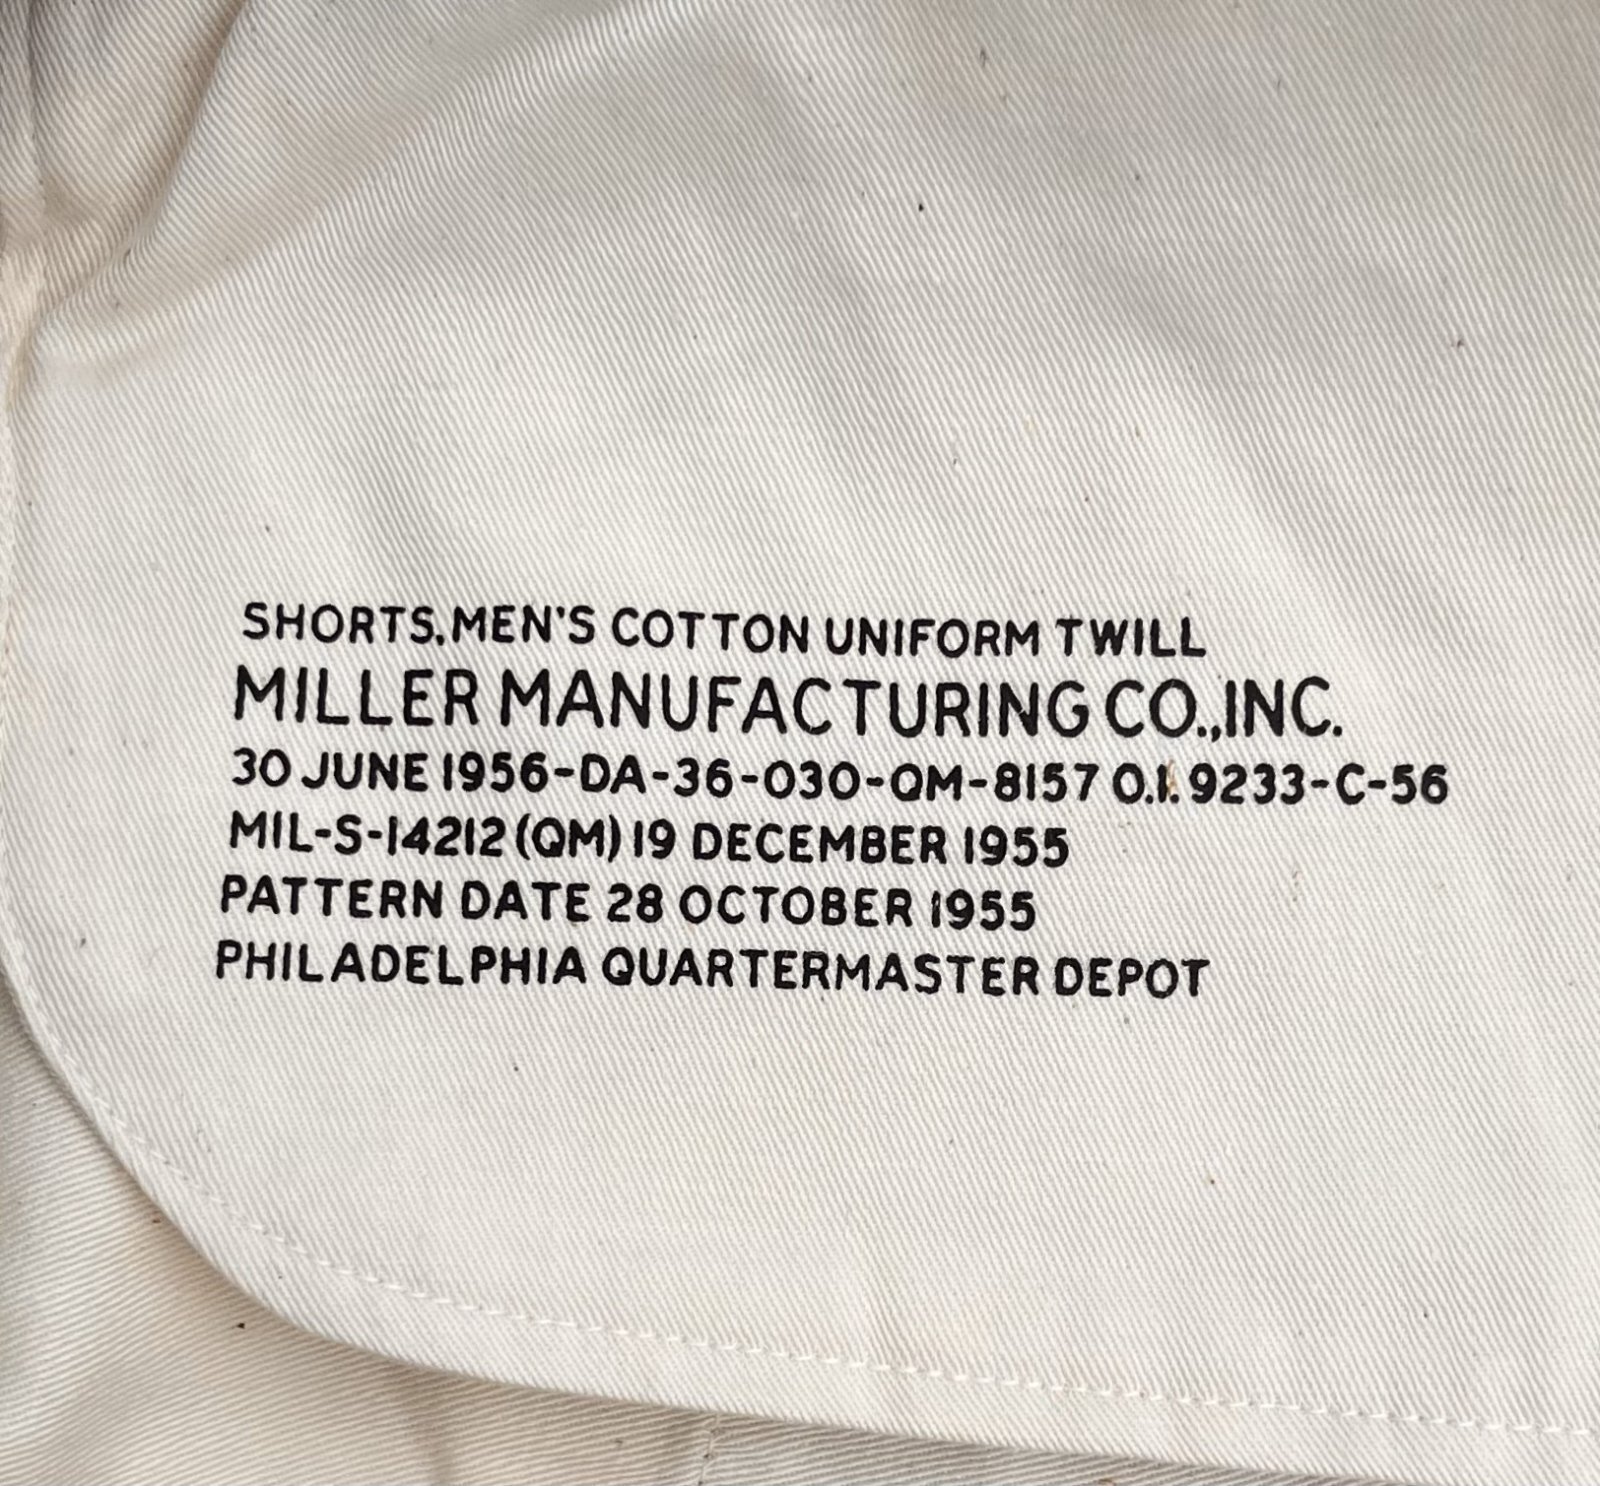 SHORTS, MEN'S COTTON UNIFORM TWILL
MILLER MANUFACTURING CO., INC.
30 JUNE 1956-DA-36-030-QM-8157 O.I. 9233-C-56
MIL-S-14212 (QM) 19 DECEMBER 1955
PATTERN DATE 28 OCTOBER 1955
PHILADELPHIA QUARTERMASTER DEPOT